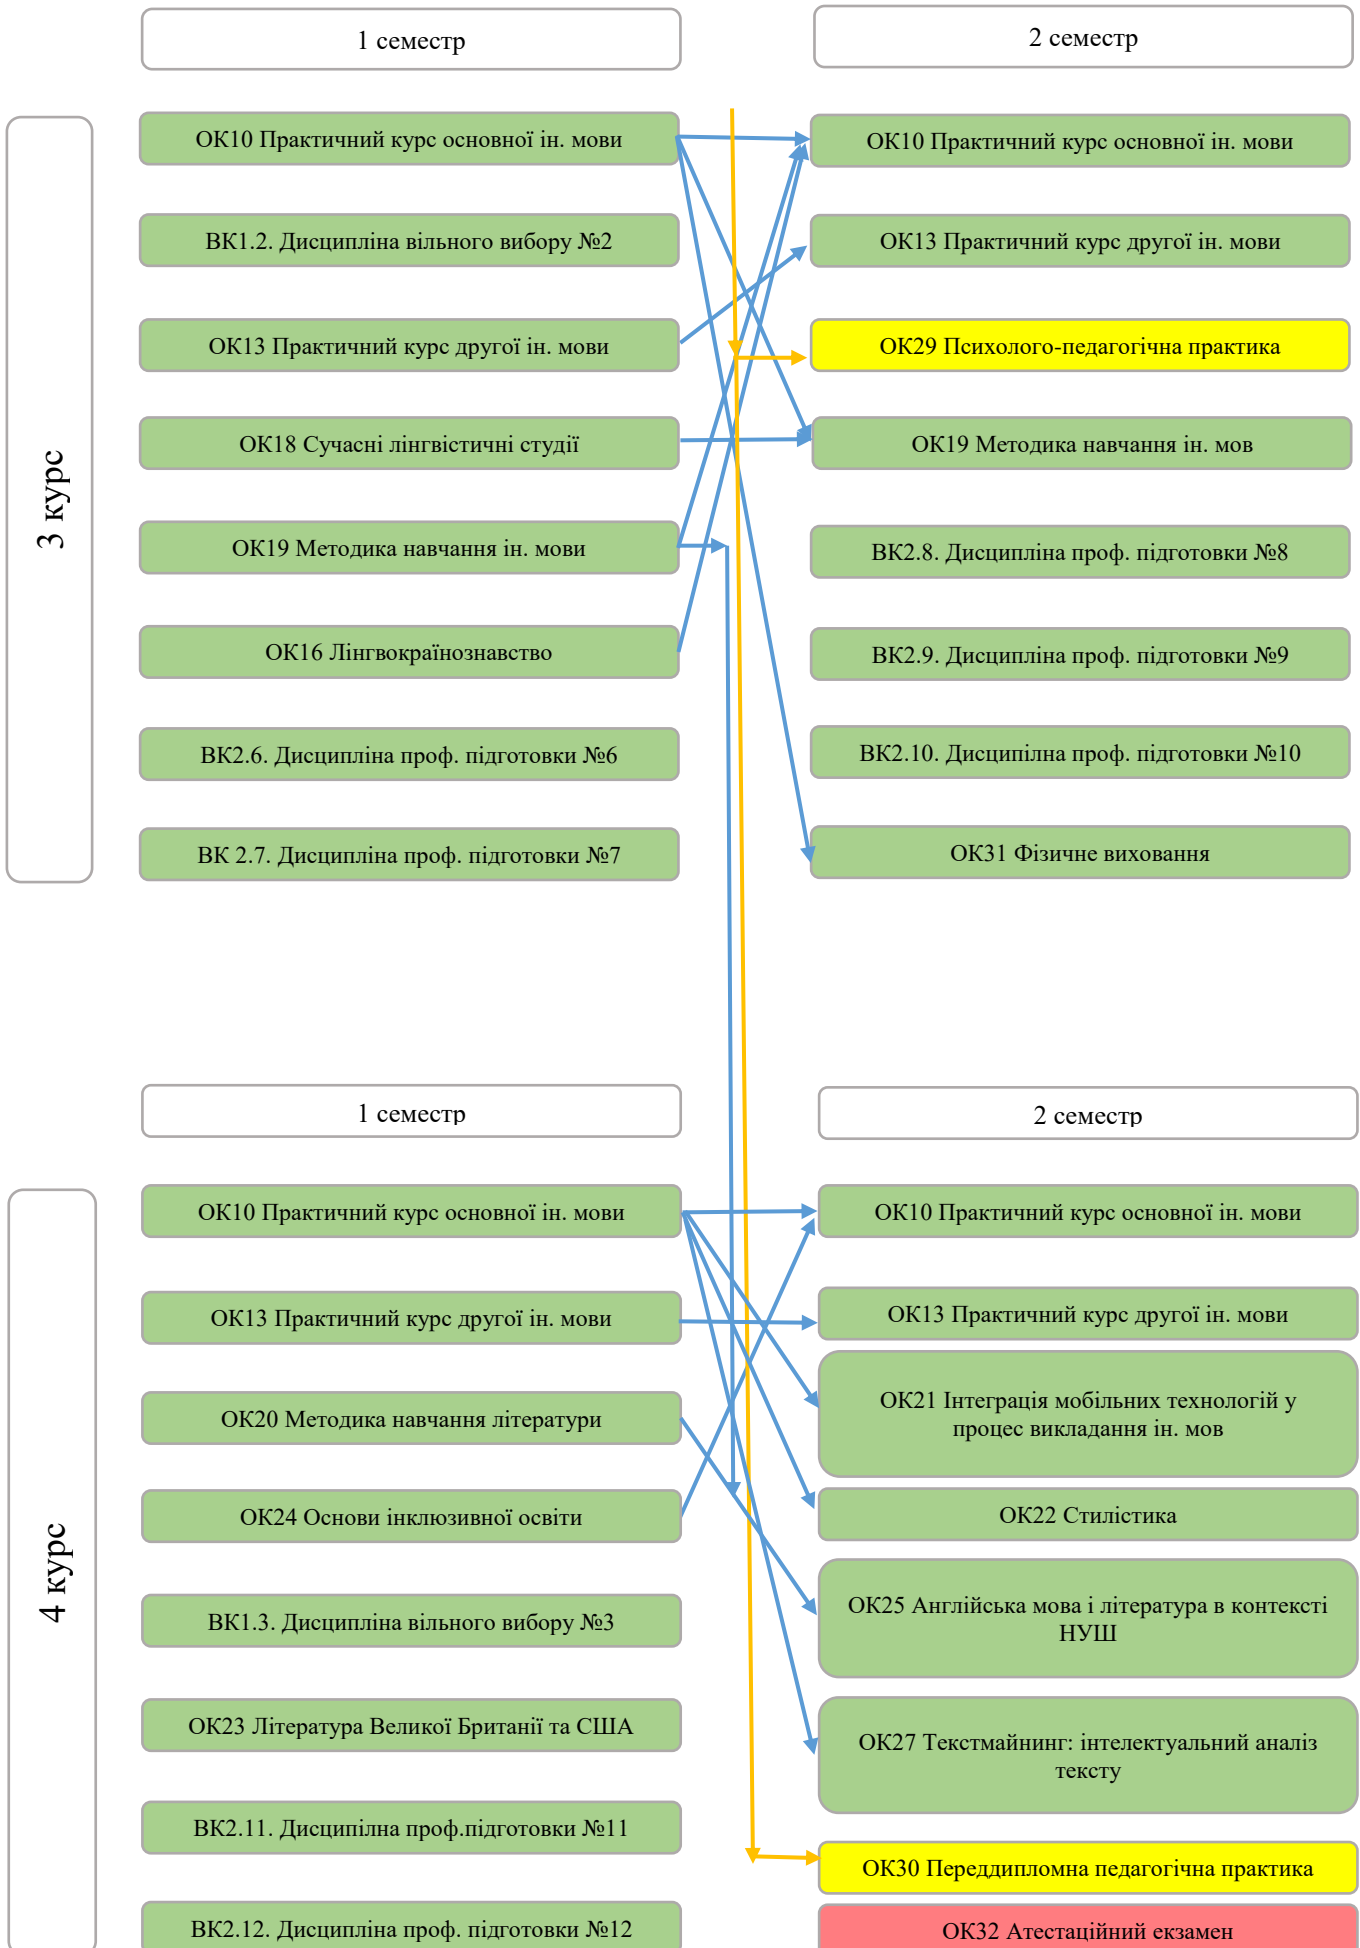 1 семестр
2 семестр
3 курс
ОК10 Практичний курс основної ін. мови
ВК1.2. Дисципліна вільного вибору №2
ОК13 Практичний курс другої ін. мови
ОК18 Сучасні лінгвістичні студії
ОК19 Методика навчання ін. мови
ОК16 Лінгвокраїнознавство
ВК2.6. Дисципліна проф. підготовки №6
ВК 2.7. Дисципліна проф. підготовки №7
ОК10 Практичний курс основної ін. мови
ОК13 Практичний курс другої ін. мови
ОК29 Психолого-педагогічна практика
ОК19 Методика навчання ін. мов
ВК2.8. Дисципліна проф. підготовки №8
ВК2.9. Дисципліна проф. підготовки №9
ВК2.10. Дисципілна проф. підготовки №10
ОК31 Фізичне виховання
1 семестр
2 семестр
4 курс
ОК10 Практичний курс основної ін. мови
ОК13 Практичний курс другої ін. мови
ОК20 Методика навчання літератури
ОК24 Основи інклюзивної освіти
ВК1.3. Дисципліна вільного вибору №3
ОК23 Література Великої Британії та США
ВК2.11. Дисципілна проф.підготовки №11
ВК2.12. Дисципліна проф. підготовки №12
ОК10 Практичний курс основної ін. мови
ОК13 Практичний курс другої ін. мови
ОК21 Інтеграція мобільних технологій у
процес викладання ін. мов
ОК22 Стилістика
ОК25 Англійська мова і література в контексті
НУШ
ОК27 Текстмайнинг: інтелектуальний аналіз
тексту
ОК30 Переддипломна педагогічна практика
ОК32 Атестаційний екзамен